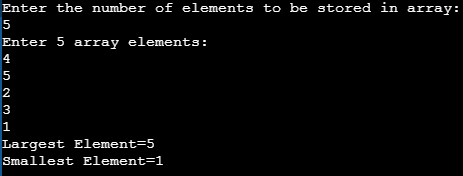 Enter the number of elements to be stored in array:
5
Enter 5 array elements:
4
5
2
3
1
Largest Element=5
Smallest Element=1